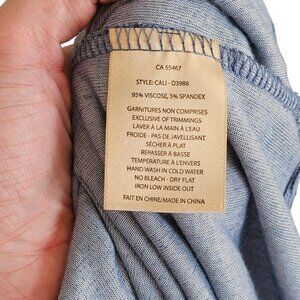 CA 55467
STYLE: CALI - D3986
95% VISCOSE, 5% SPANDEX
GARNITURES NON COMPRISES
EXCLUSIVE OF TRIMMINGS
LAVER À LA MAIN À L'EAU
FROIDE - PAS DE JAVELLISANT
SÉCHER À PLAT
REPASSER À BASSE
TEMPÉRATURE À L'ENVERS
HAND WASH IN COLD WATER
NO BLEACH - DRY FLAT
IRON LOW INSIDE OUT
FAIT EN CHINE/MADE IN CHINA